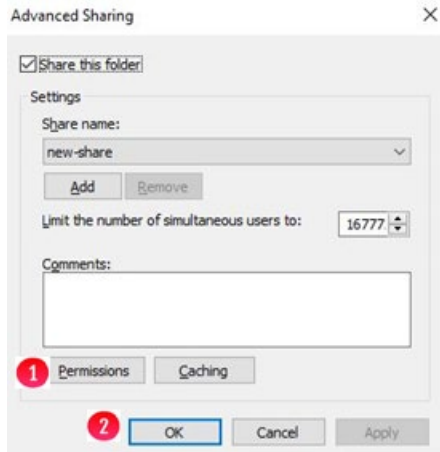 Advanced Sharing
Share this folder
Settings
Share name:
new-share
Add Remove
Limit the number of simultaneous users to: 16777
Comments:
1 Permissions Caching
2 OK Cancel Apply